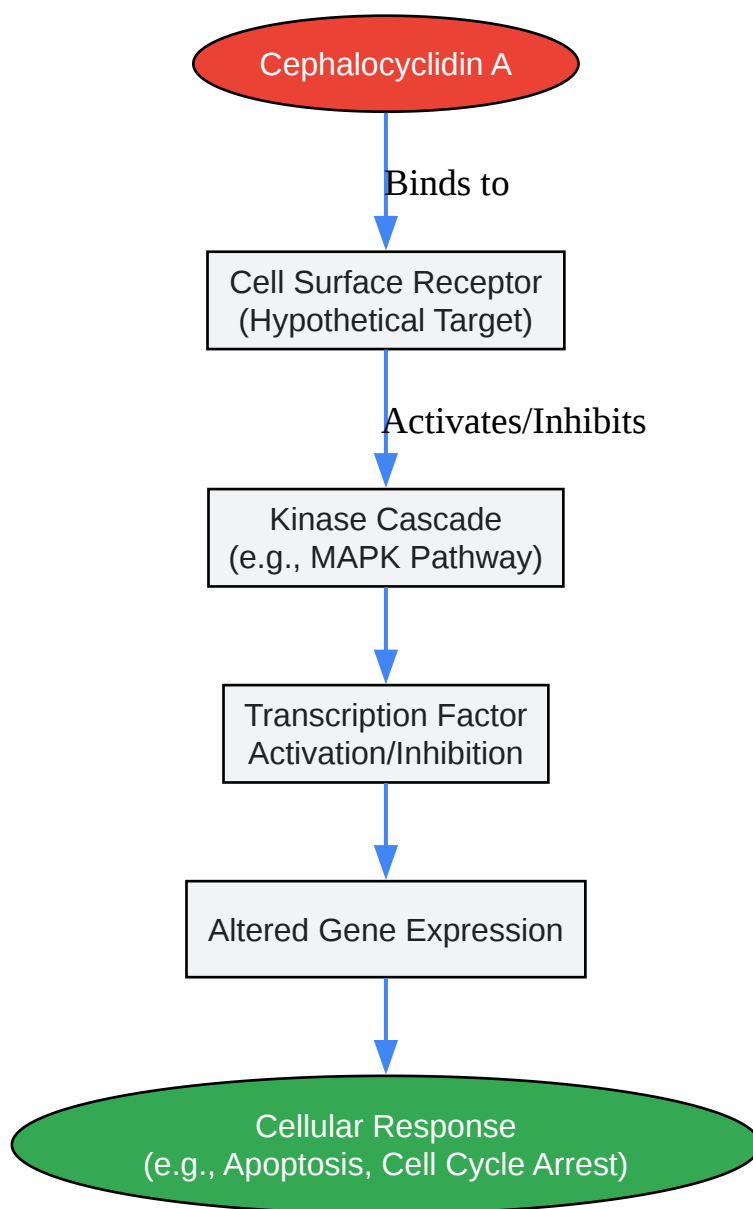 Cephalocyclidin A
Binds to
Cell Surface Receptor
(Hypothetical Target)
Activates/Inhibits
Kinase Cascade
(e.g., MAPK Pathway)
Transcription Factor
Activation/Inhibition
Altered Gene Expression
Cellular Response
(e.g., Apoptosis, Cell Cycle Arrest)